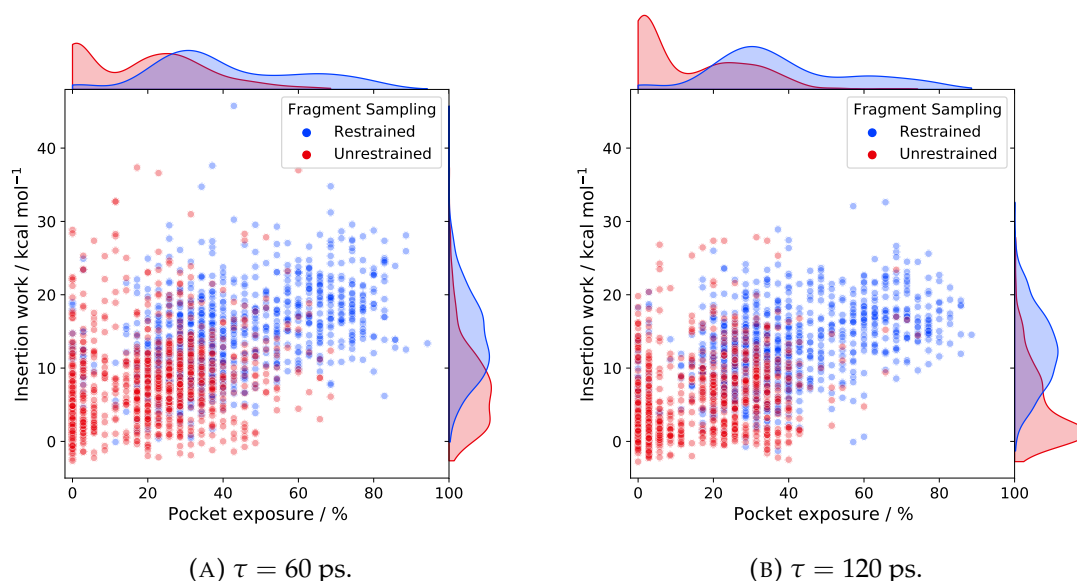 Fragment Sampling
Restrained
Unrestrained
Insertion work / kcal mol⁻¹
40
30
20
10
0
0 20 40 60 80 100
Pocket exposure / %
(A) τ = 60 ps.
Fragment Sampling
Restrained
Unrestrained
Insertion work / kcal mol⁻¹
40
30
20
10
0
0 20 40 60 80 100
Pocket exposure / %
(B) τ = 120 ps.